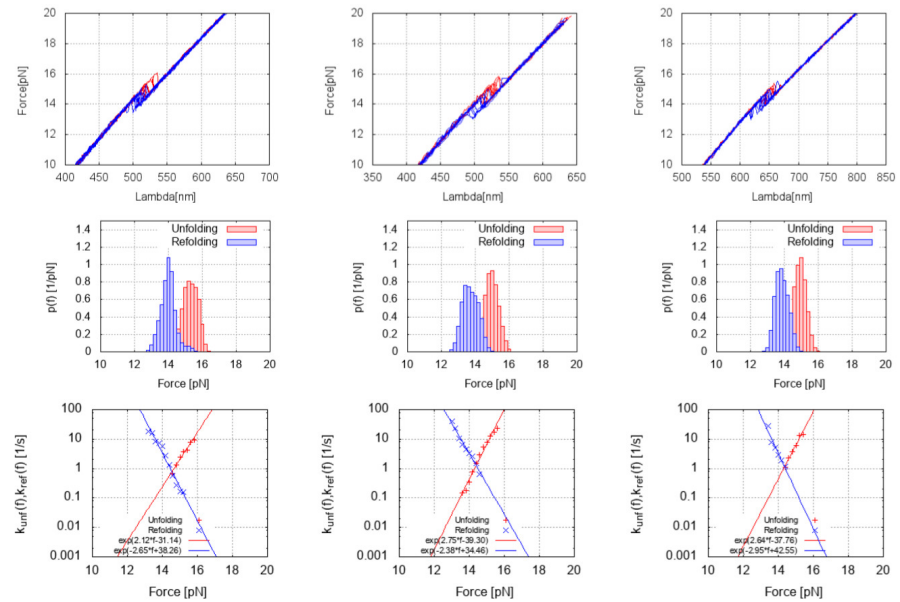 20
18
16
14
12
10
Force[pN]
400 450 500 550 600 650 700
Lambda[nm]
20
18
16
14
12
10
Force[pN]
350 400 450 500 550 600 650
Lambda[nm]
20
18
16
14
12
10
Force[pN]
500 550 600 650 700 750 800 850
Lambda[nm]
1.4
1.2
1
0.8
0.6
0.4
0.2
0
p(f) [1/pN]
Unfolding
Refolding
10 12 14 16 18 20
Force [pN]
1.4
1.2
1
0.8
0.6
0.4
0.2
0
p(f) [1/pN]
Unfolding
Refolding
10 12 14 16 18 20
Force [pN]
1.4
1.2
1
0.8
0.6
0.4
0.2
0
p(f) [1/pN]
Unfolding
Refolding
10 12 14 16 18 20
Force [pN]
100
10
1
0.1
0.01
0.001
kunf(f),kref(f) [1/s]
Unfolding
Refolding
exp(2.12*f-31.14)
exp(-2.65*f+38.26)
10 12 14 16 18 20
Force [pN]
100
10
1
0.1
0.01
0.001
kunf(f),kref(f) [1/s]
Unfolding
Refolding
exp(2.75*f-39.30)
exp(-2.38*f+34.46)
10 12 14 16 18 20
Force [pN]
100
10
1
0.1
0.01
0.001
kunf(f),kref(f) [1/s]
Unfolding
Refolding
exp(2.64*f-37.76)
exp(-2.95*f+42.55)
10 12 14 16 18 20
Force [pN]